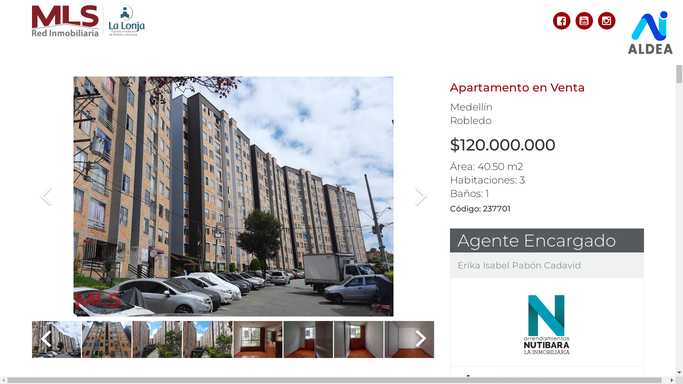 MLS
Red Inmobiliaria
La Lonja
ALDEA
Apartamento en Venta
Medellín
Robledo
$120.000.000
Área: 40.50 m2
Habitaciones: 3
Baños: 1
Código: 237701
Agente Encargado
Erika Isabel Pabón Cadavid
MLS
arrendamientos
NUTIBARA
LA INMOBILIARIA